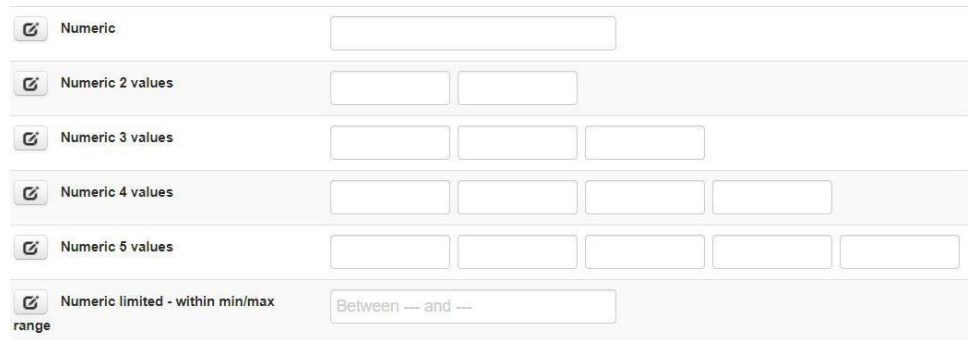 Numeric
Numeric 2 values
Numeric 3 values
Numeric 4 values
Numeric 5 values
Numeric limited - within min/max
range
Between --- and ---